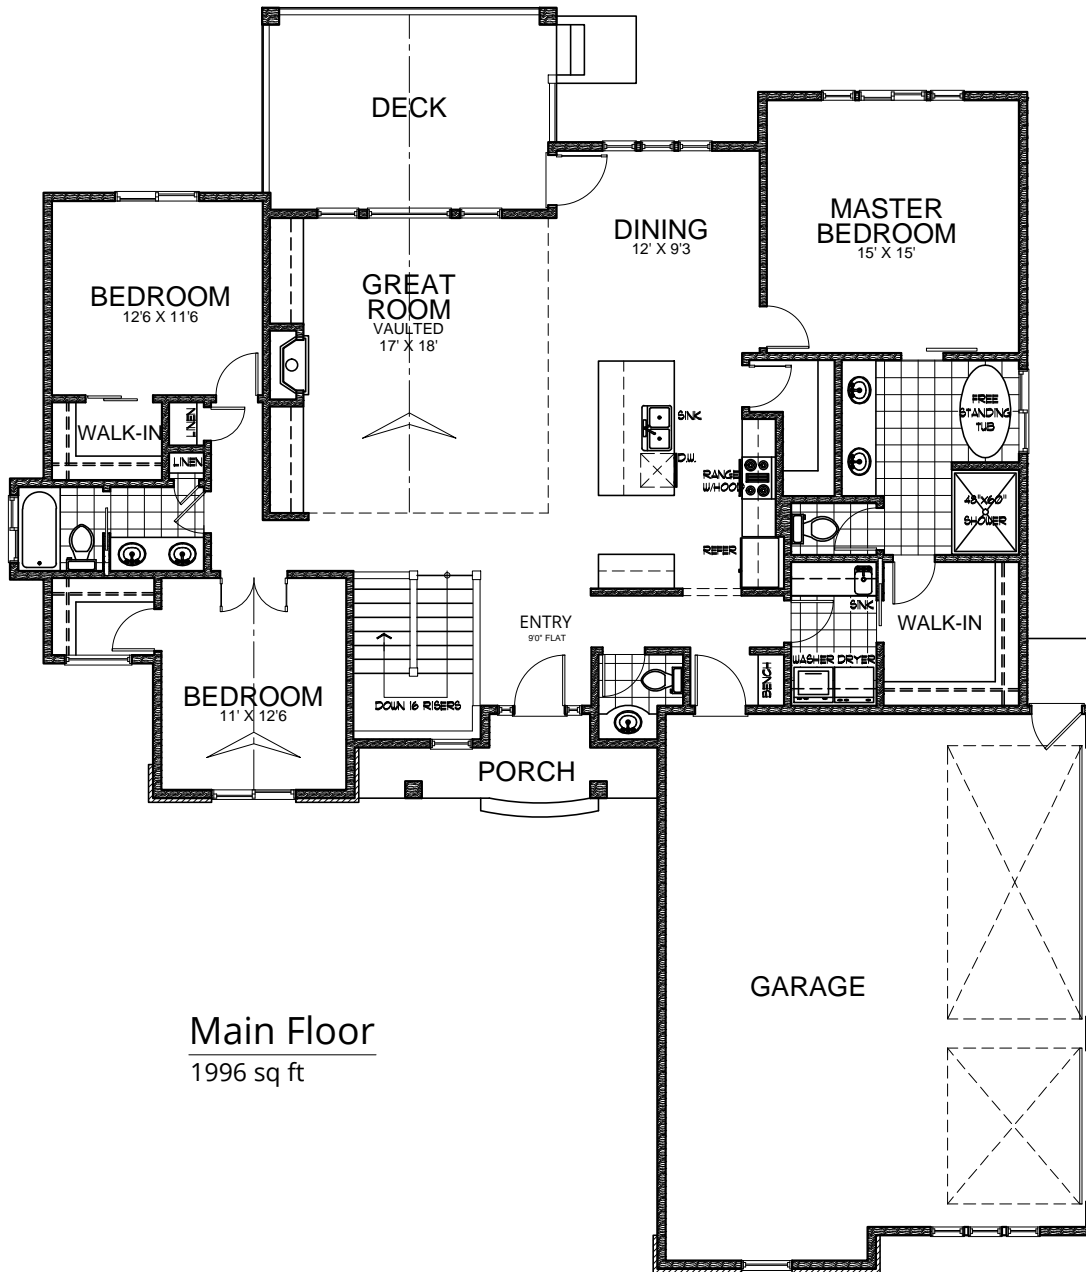 DECK
MASTER
BEDROOM
15' X 15'
DINING
12' X 9'3
GREAT
ROOM
VAULTED
17' X 18'
BEDROOM
12'6 X 11'6
WALK-IN
LINEN
LINEN
SINK
D.W.
RANGE
W/HOOD
REFER
FREE
STANDING
TUB
48"x60"
SHOWER
SINK
WALK-IN
ENTRY
9'0" FLAT
WASHER DRYER
BENCH
BEDROOM
11' X 12'6
DOWN 16 RISERS
PORCH
GARAGE
Main Floor
1996 sq ft